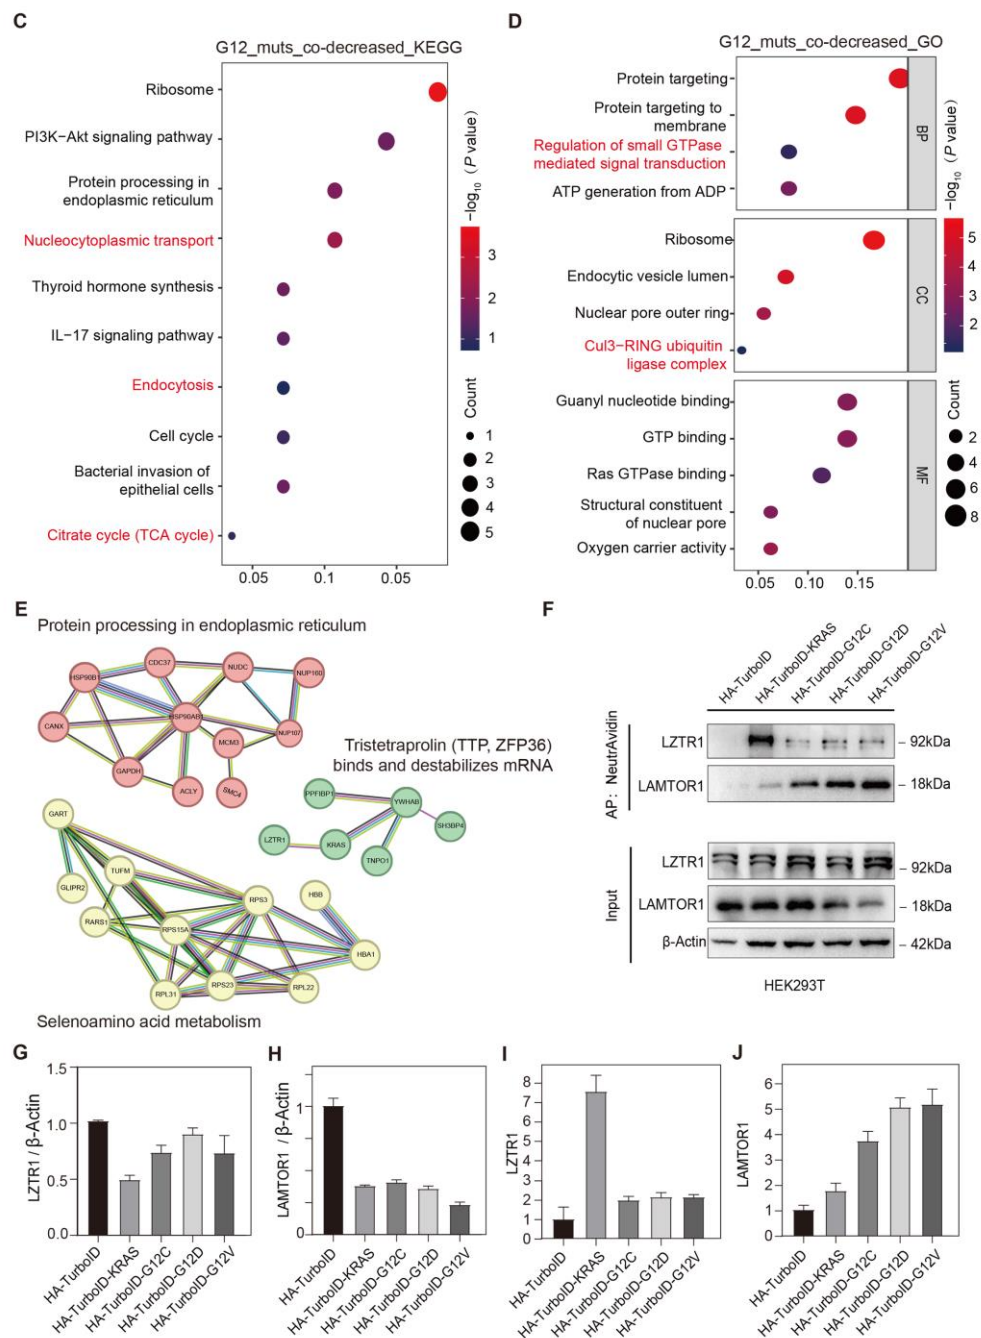 C
G12_muts_co-decreased_KEGG
Ribosome
PI3K−Akt signaling pathway
Protein processing in
endoplasmic reticulum
Nucleocytoplasmic transport
Thyroid hormone synthesis
IL−17 signaling pathway
Endocytosis
Cell cycle
Bacterial invasion of
epithelial cells
Citrate cycle (TCA cycle)
0.05 0.1 0.05
−log10 (P value)
3
2
1
Count
1
2
3
4
5
D
G12_muts_co-decreased_GO
Protein targeting
Protein targeting to
membrane
Regulation of small GTPase
mediated signal transduction
ATP generation from ADP
BP
Ribosome
Endocytic vesicle lumen
Nuclear pore outer ring
Cul3−RING ubiquitin
ligase complex
CC
Guanyl nucleotide binding
GTP binding
Ras GTPase binding
Structural constituent
of nuclear pore
Oxygen carrier activity
MF
0.05 0.10 0.15
−log10 (P value)
5
4
3
2
Count
2
4
6
8
E
Protein processing in endoplasmic reticulum
CDC37
NUDC
NUP160
HSP90B1
HSP90AB1
CANX
NUP107
MCM3
GAPDH
ACLY
SMC4
Tristetraprolin (TTP, ZFP36)
binds and destabilizes mRNA
PPFIBP1
YWHAB
SH3BP4
LZTR1
KRAS
TNPO1
GART
TUFM
GLIPR2
RPS3
HBB
RARS1
RPS15A
HBA1
RPL31
RPS23
RPL22
Selenoamino acid metabolism
F
HA-TurboID
HA-TurboID-KRAS
HA-TurboID-G12C
HA-TurboID-G12D
HA-TurboID-G12V
AP: NeutrAvidin
LZTR1 – 92kDa
LAMTOR1 – 18kDa
Input
LZTR1 – 92kDa
LAMTOR1 – 18kDa
β-Actin – 42kDa
HEK293T
G
LZTR1 / β-Actin
1.5
1.0
0.5
0.0
HA-TurboID
HA-TurboID-KRAS
HA-TurboID-G12C
HA-TurboID-G12D
HA-TurboID-G12V
H
LAMTOR1 / β-Actin
1
0
HA-TurboID
HA-TurboID-KRAS
HA-TurboID-G12C
HA-TurboID-G12D
HA-TurboID-G12V
I
LZTR1
8
7
6
5
4
3
2
1
0
HA-TurboID
HA-TurboID-KRAS
HA-TurboID-G12C
HA-TurboID-G12D
HA-TurboID-G12V
J
LAMTOR1
6
5
4
3
2
1
0
HA-TurboID
HA-TurboID-KRAS
HA-TurboID-G12C
HA-TurboID-G12D
HA-TurboID-G12V